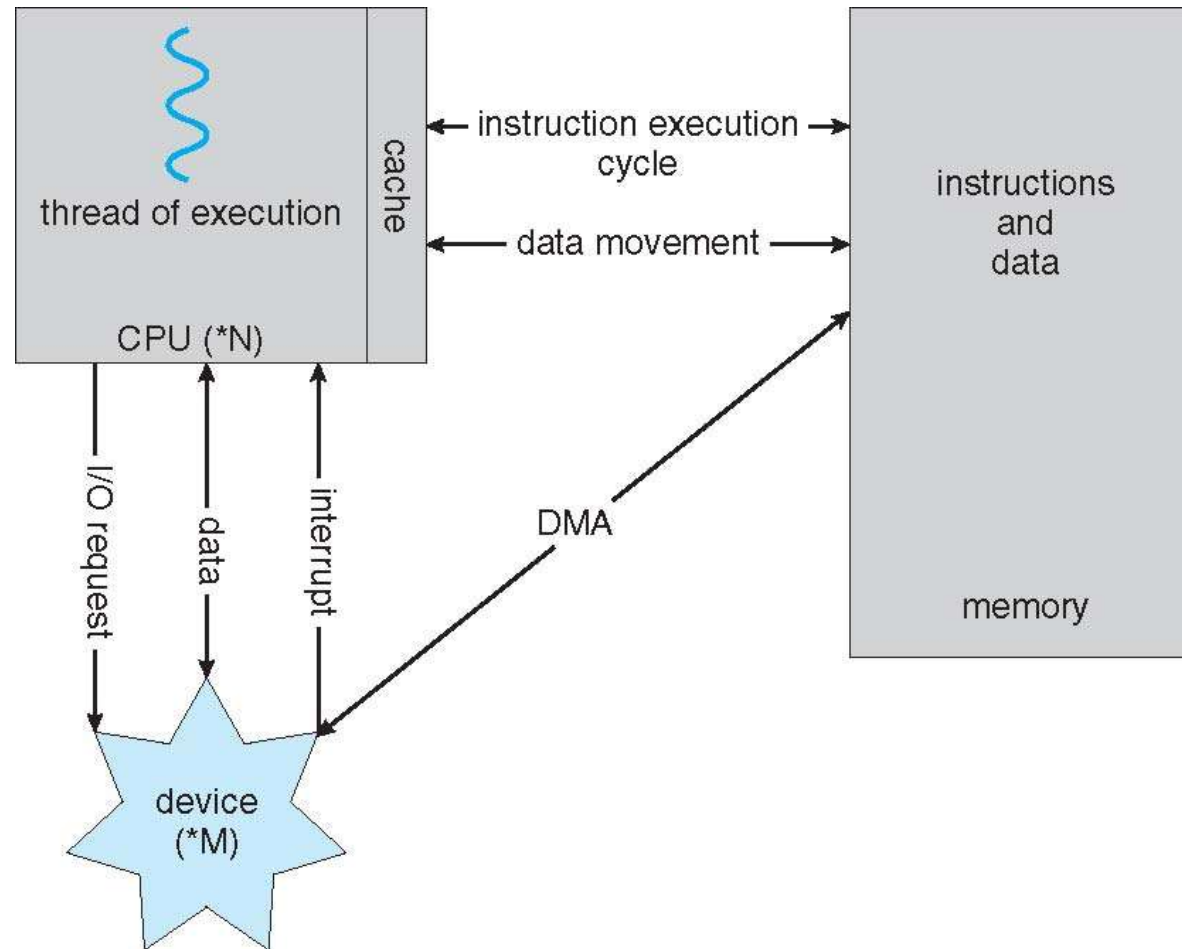 thread of execution
CPU (*N)
cache
instruction execution
cycle
data movement
instructions
and
data
memory
I/O request
data
interrupt
DMA
device
(*M)